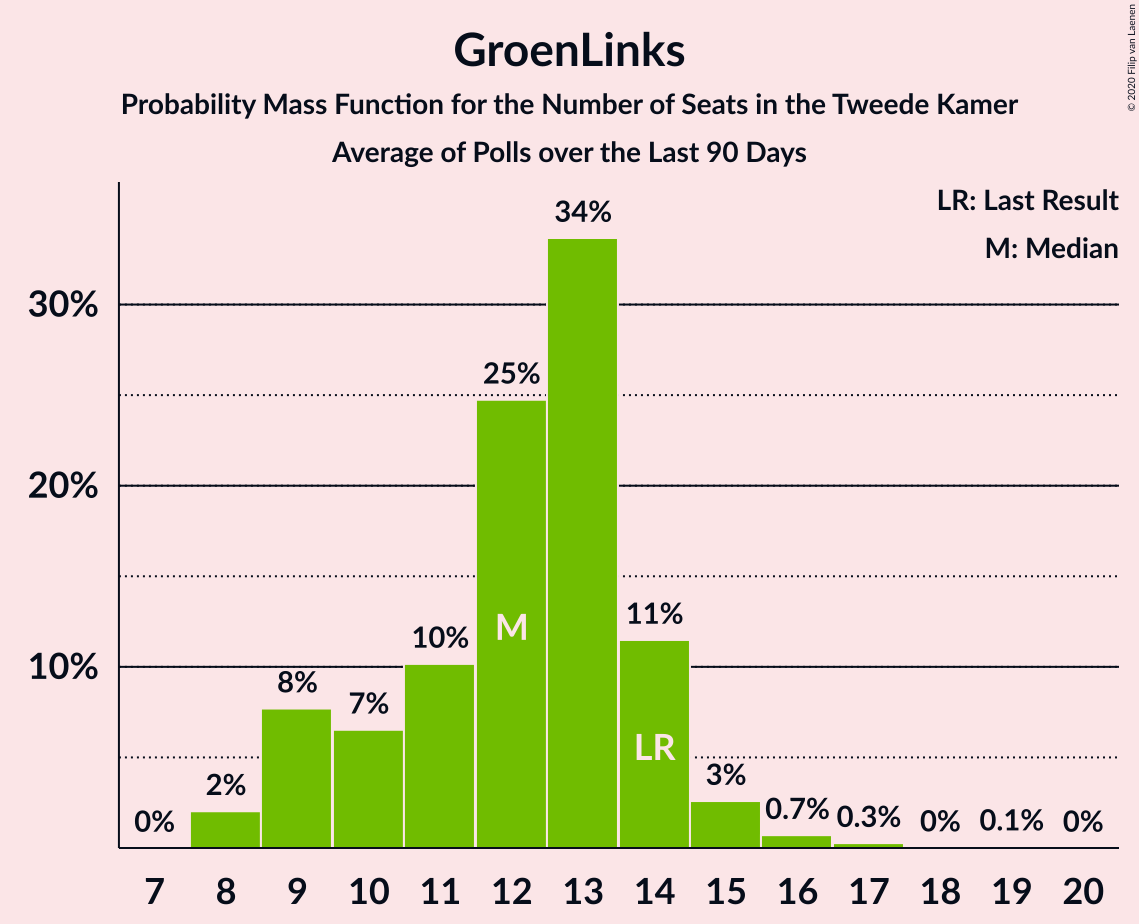 GroenLinks
Probability Mass Function for the Number of Seats in the Tweede Kamer
Average of Polls over the Last 90 Days
© 2020 Filip van Laenen
LR: Last Result
M: Median
34%
30%
25%
20%
M
11%
10%
10%
8%
7%
LR
3%
2%
0%
0.7%
0.3%
0%
0.1%
0%
7 8 9 10 11 12 13 14 15 16 17 18 19 20